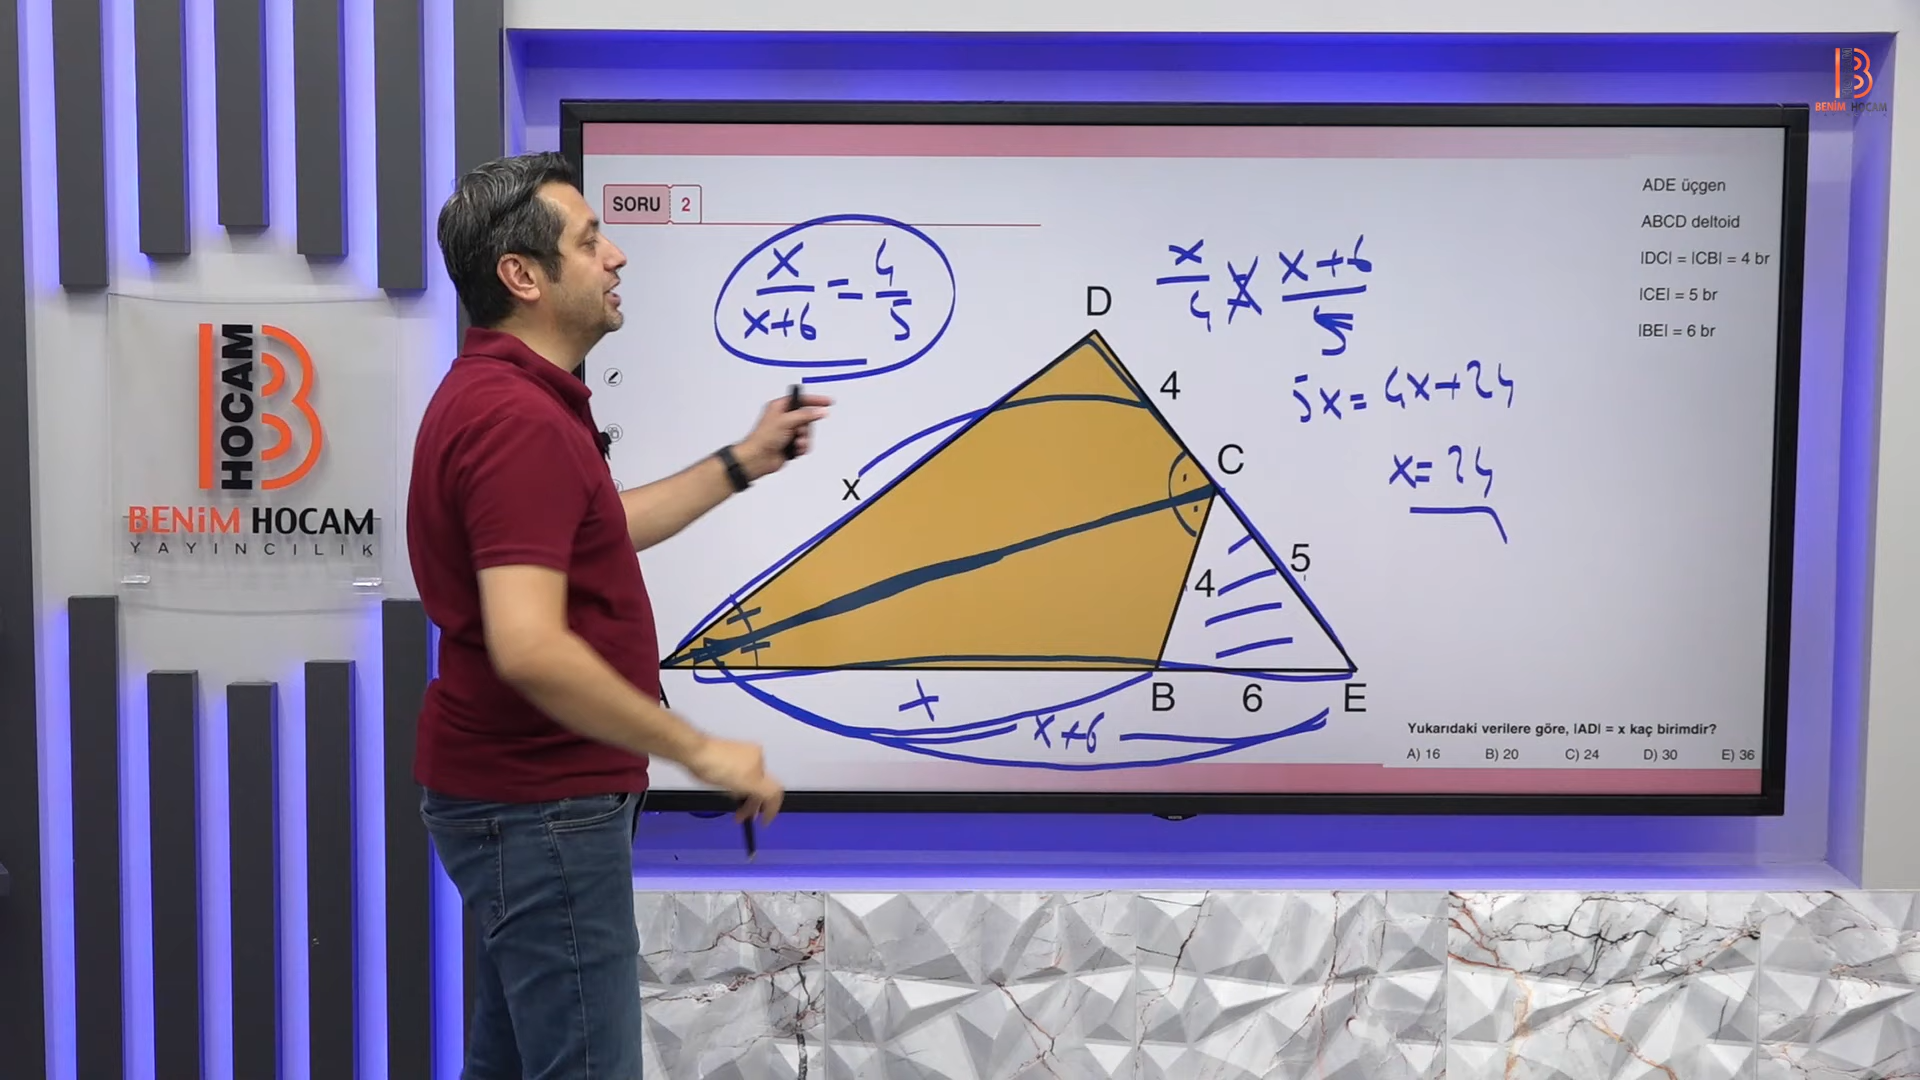 BENİM HOCAM
HOCAM
BENiM HOCAM
YAYINCILIK
SORU 2
ADE üçgen
ABCD deltoid
|DC| = |CB| = 4 br
|CE| = 5 br
|BE| = 6 br
x/x+6 = 4/5
x/4 x+6/5
5x = 4x+24
x = 24
D
4
C
x
5
4
A
B
6
E
x
x+6
Yukarıdaki verilere göre, |AD| = x kaç birimdir?
A) 16 B) 20 C) 24 D) 30 E) 36